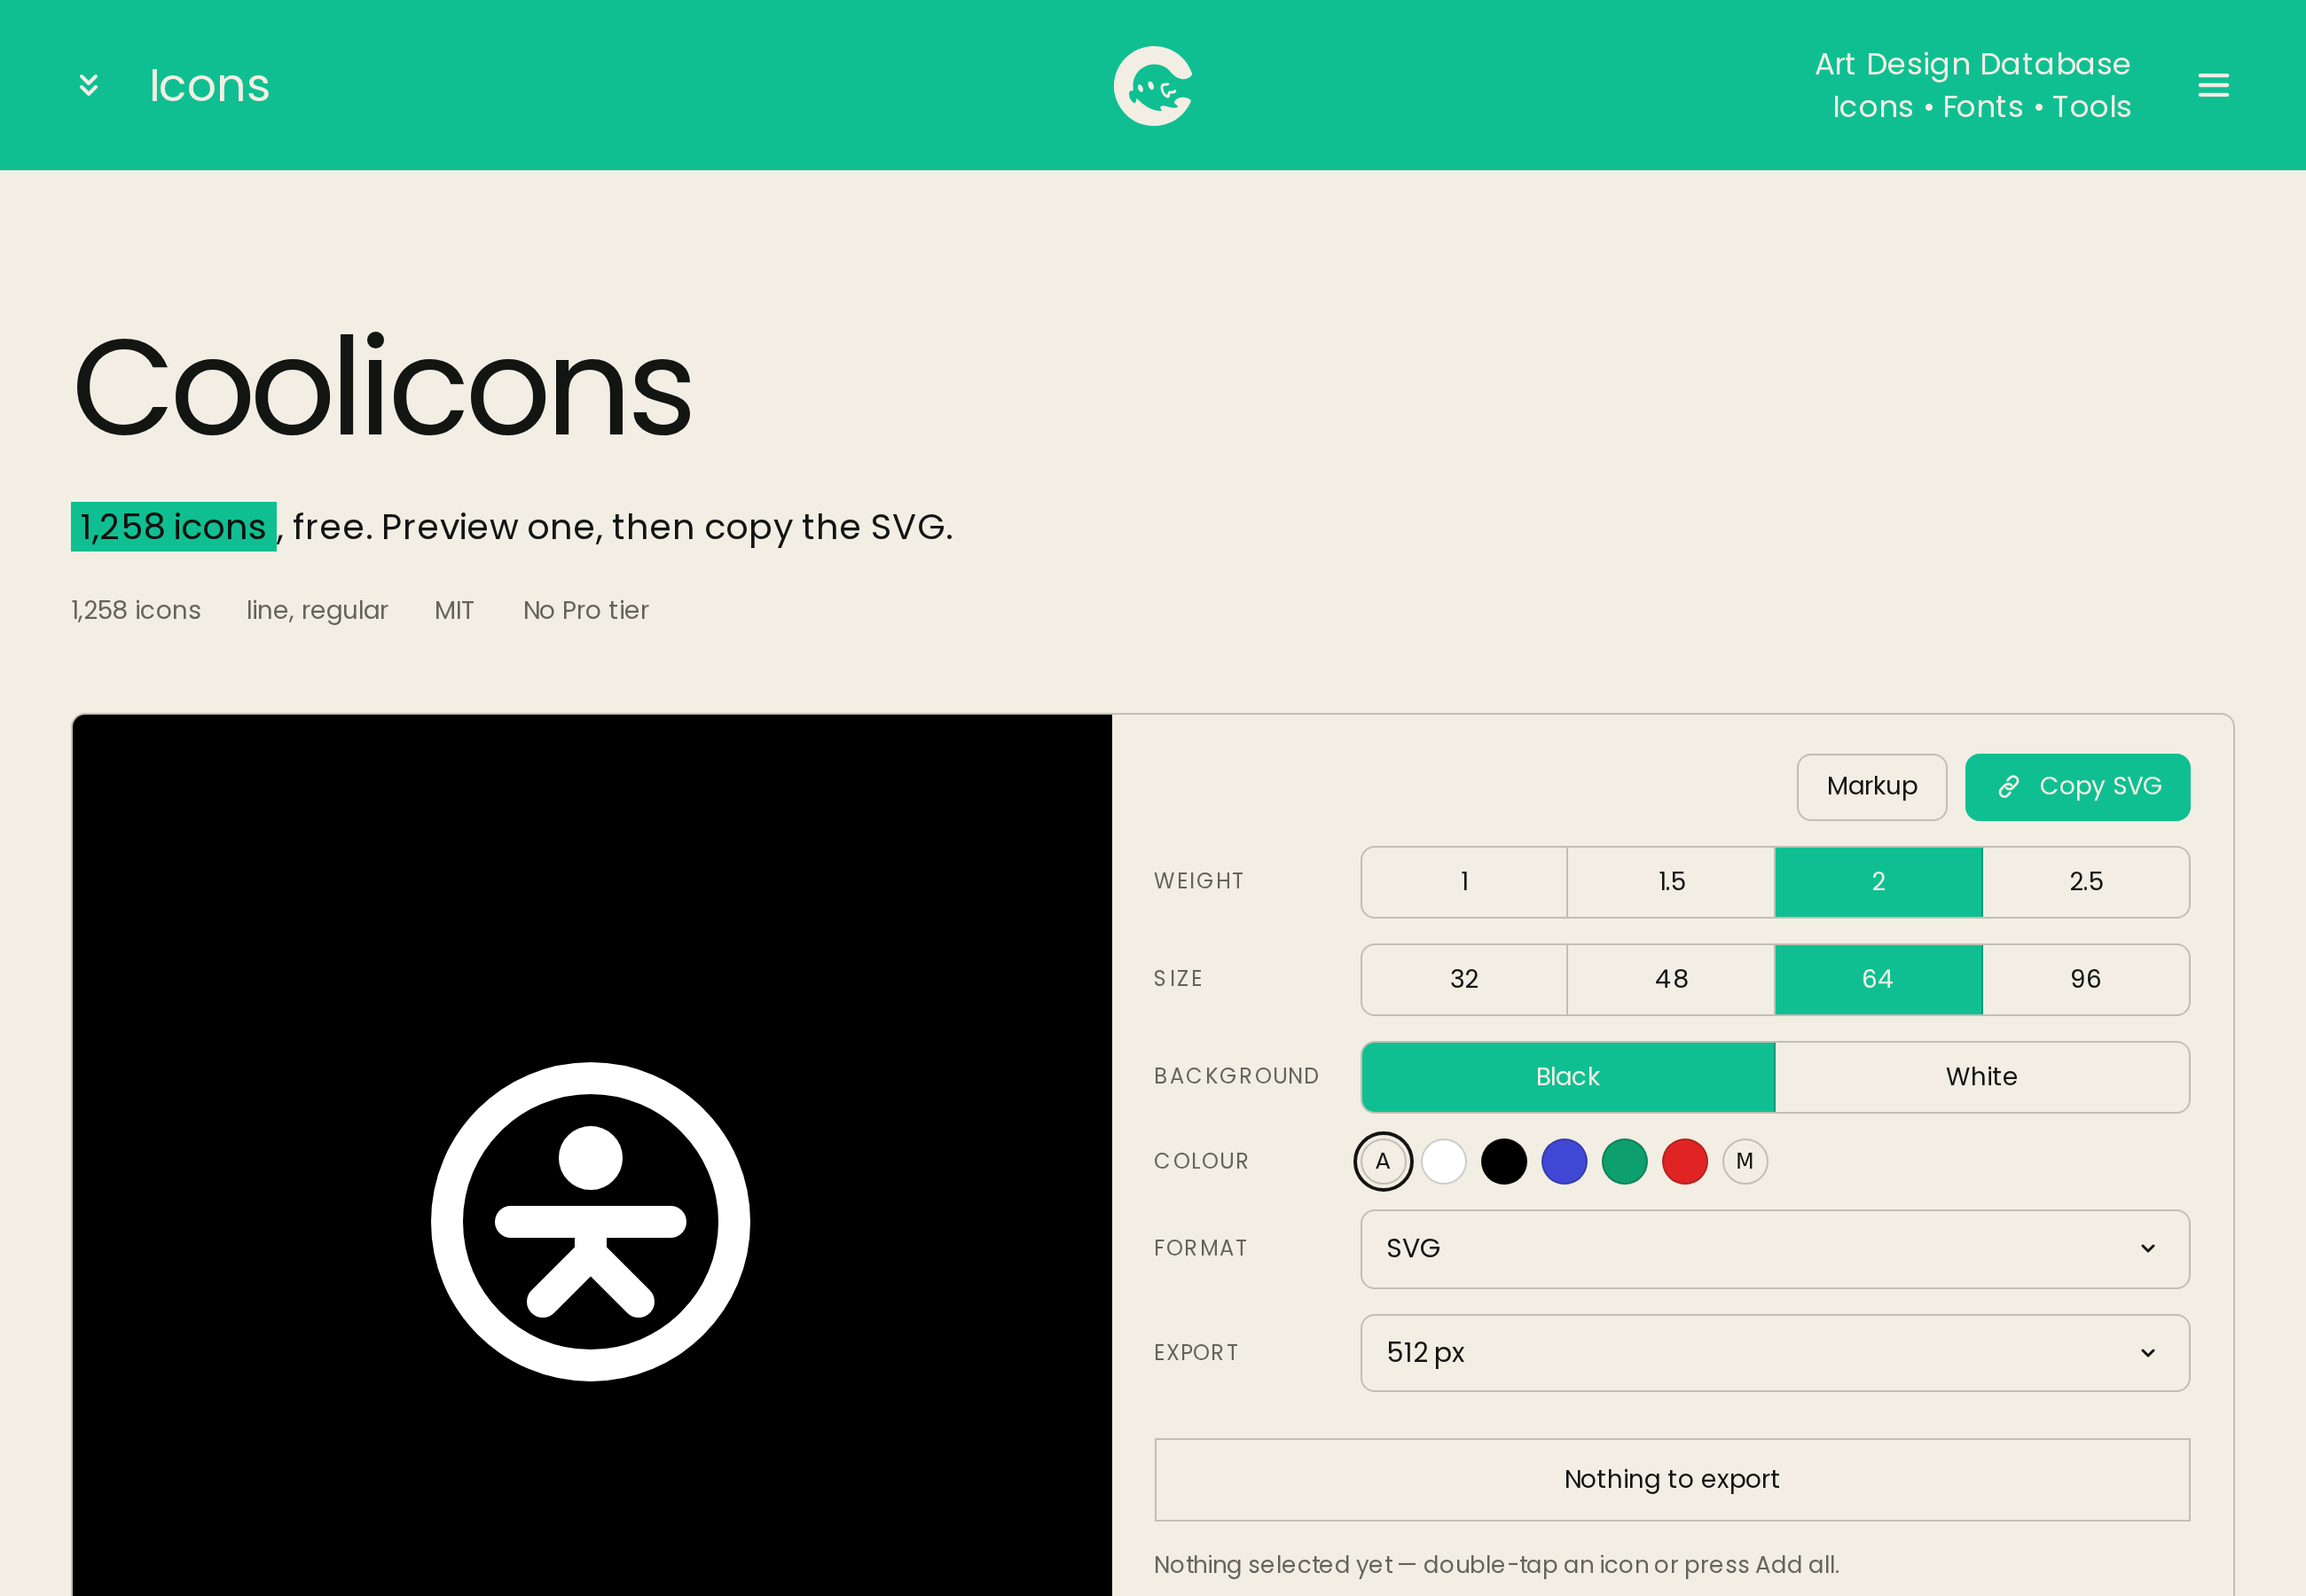 Icons
Art Design Database
Icons • Fonts • Tools
Coolicons
1,258 icons, free. Preview one, then copy the SVG.
1,258 icons line, regular MIT No Pro tier
Markup Copy SVG
WEIGHT 1 1.5 2 2.5
SIZE 32 48 64 96
BACKGROUND Black White
COLOUR A M
FORMAT SVG
EXPORT 512 px
Nothing to export
Nothing selected yet — double-tap an icon or press Add all.